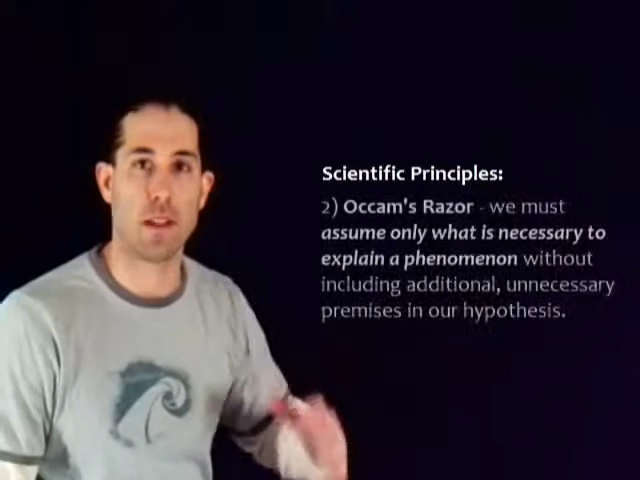 Scientific Principles:
2) Occam's Razor - we must
assume only what is necessary to
explain a phenomenon without
including additional, unnecessary
premises in our hypothesis.